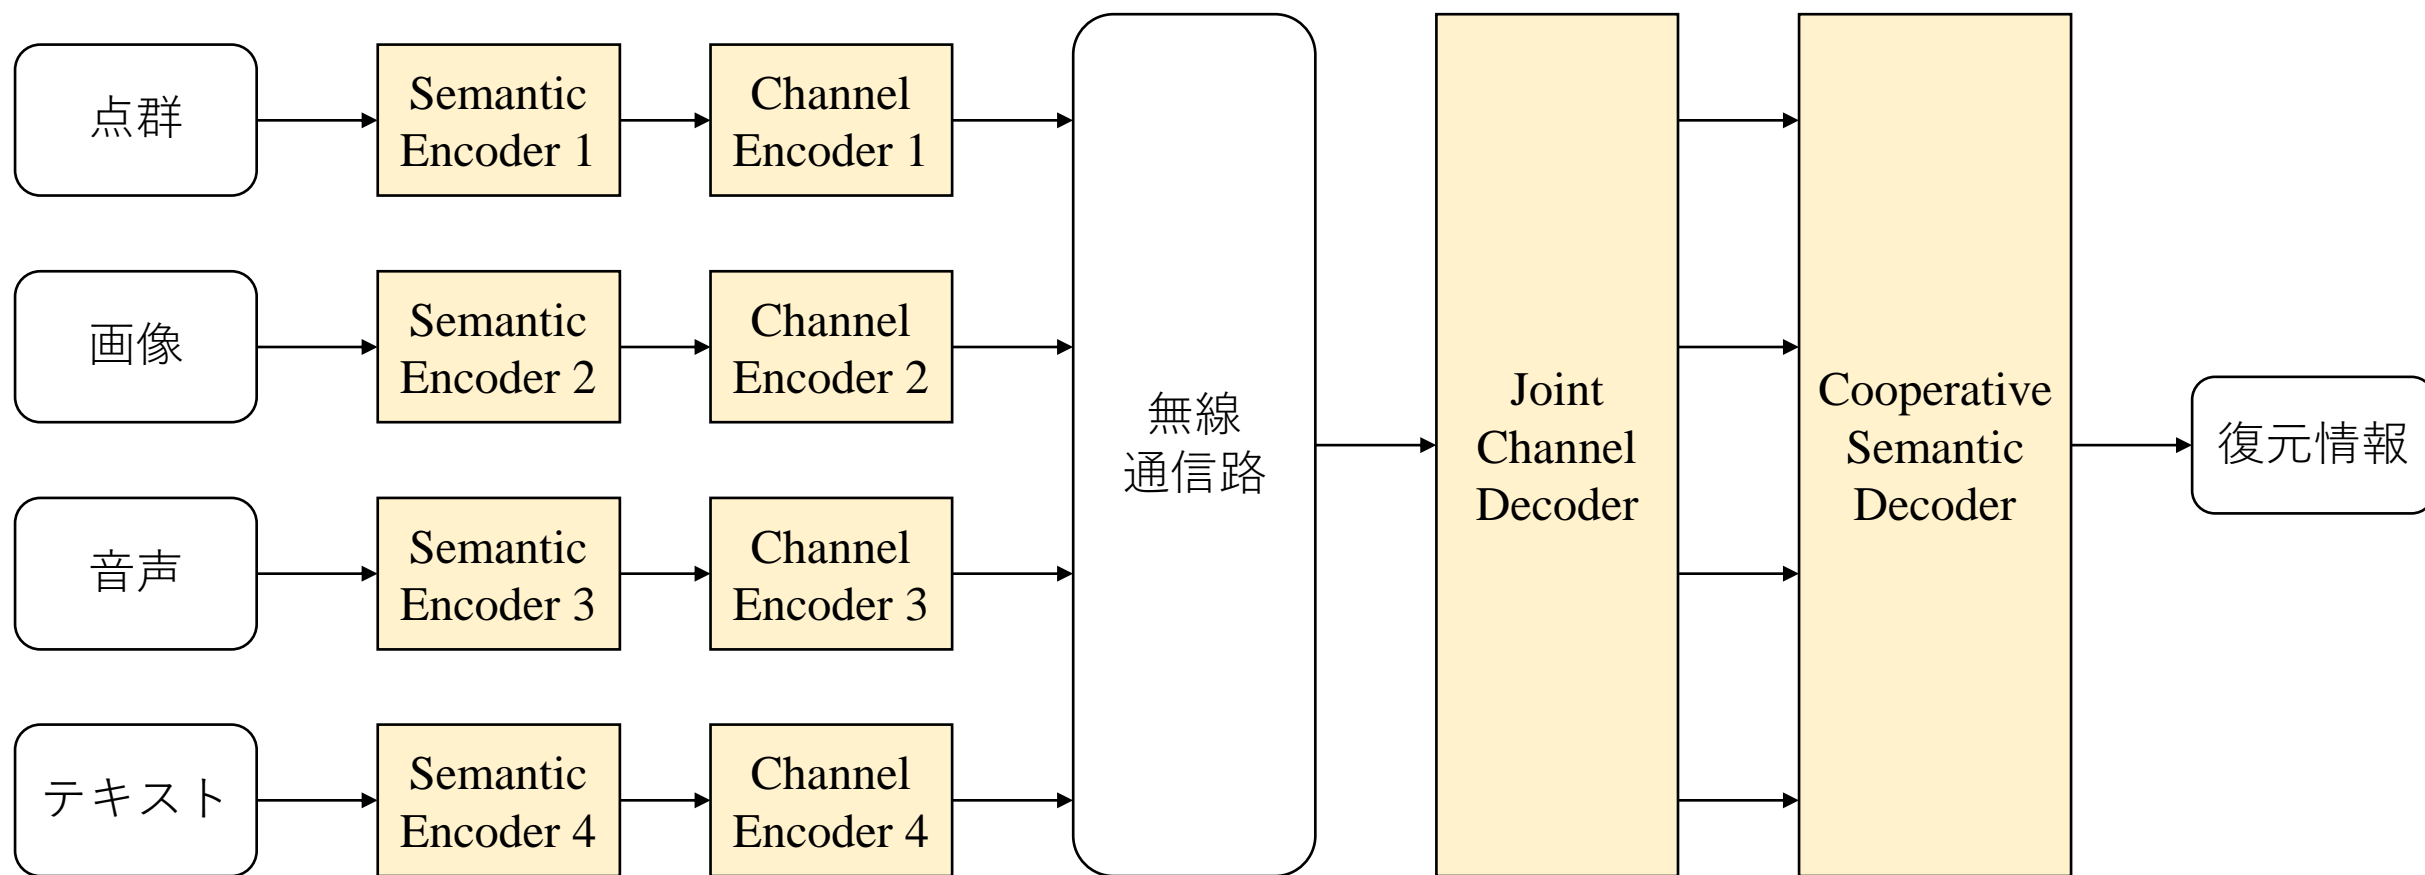 点群
Semantic
Encoder 1
Channel
Encoder 1
画像
Semantic
Encoder 2
Channel
Encoder 2
音声
Semantic
Encoder 3
Channel
Encoder 3
テキスト
Semantic
Encoder 4
Channel
Encoder 4
無線
通信路
Joint
Channel
Decoder
Cooperative
Semantic
Decoder
復元情報